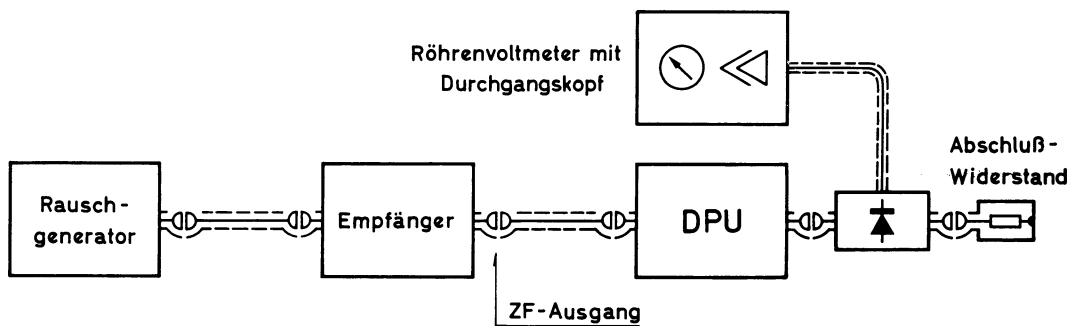 Röhrenvoltmeter mit
Durchgangskopf
Abschluß-
Widerstand
Rausch-
generator
Empfänger
DPU
ZF-Ausgang